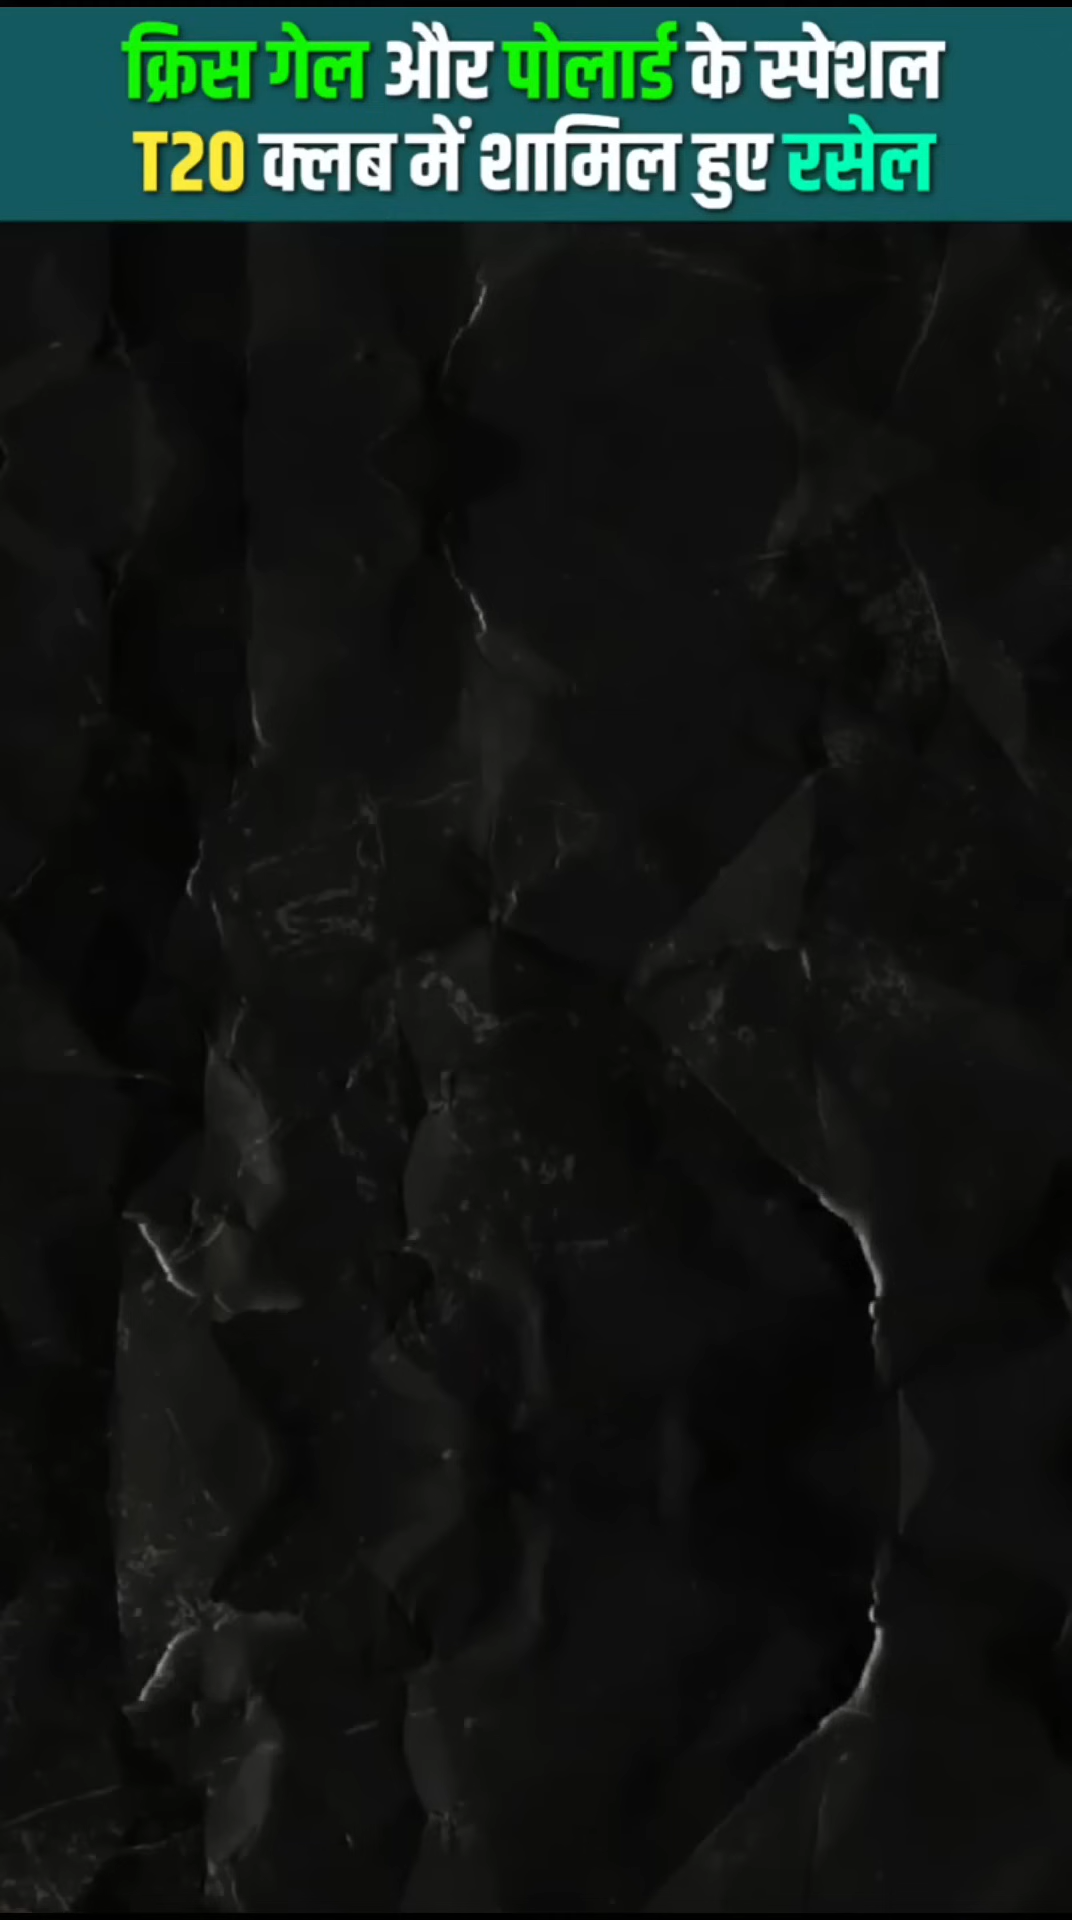 क्रिस गेल और पोलार्ड के स्पेशल
T20 क्लब में शामिल हुए रसेल